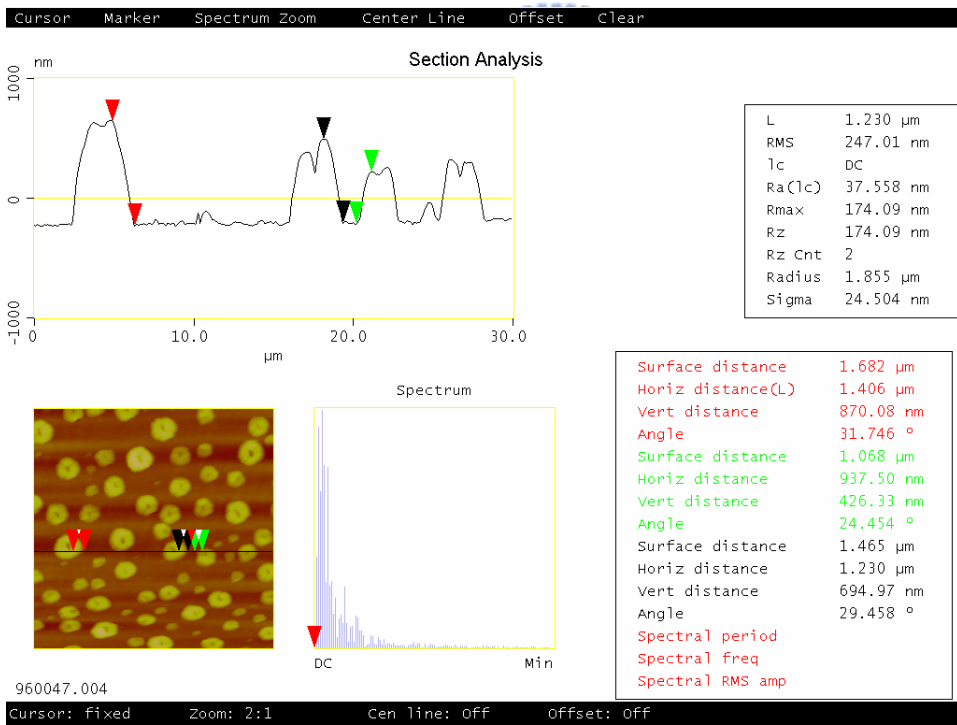 Cursor Marker Spectrum Zoom Center Line Offset Clear
Section Analysis
nm
1000
0
-1000
0 10.0 20.0 30.0
µm
L 1.230 µm
RMS 247.01 nm
lc DC
Ra(lc) 37.558 nm
Rmax 174.09 nm
Rz 174.09 nm
Rz Cnt 2
Radius 1.855 µm
Sigma 24.504 nm
Spectrum
DC Min
Surface distance 1.682 µm
Horiz distance(L) 1.406 µm
Vert distance 870.08 nm
Angle 31.746 °
Surface distance 1.068 µm
Horiz distance 937.50 nm
Vert distance 426.33 nm
Angle 24.454 °
Surface distance 1.465 µm
Horiz distance 1.230 µm
Vert distance 694.97 nm
Angle 29.458 °
Spectral period
Spectral freq
Spectral RMS amp
960047.004
Cursor: fixed Zoom: 2:1 Cen line: Off Offset: Off